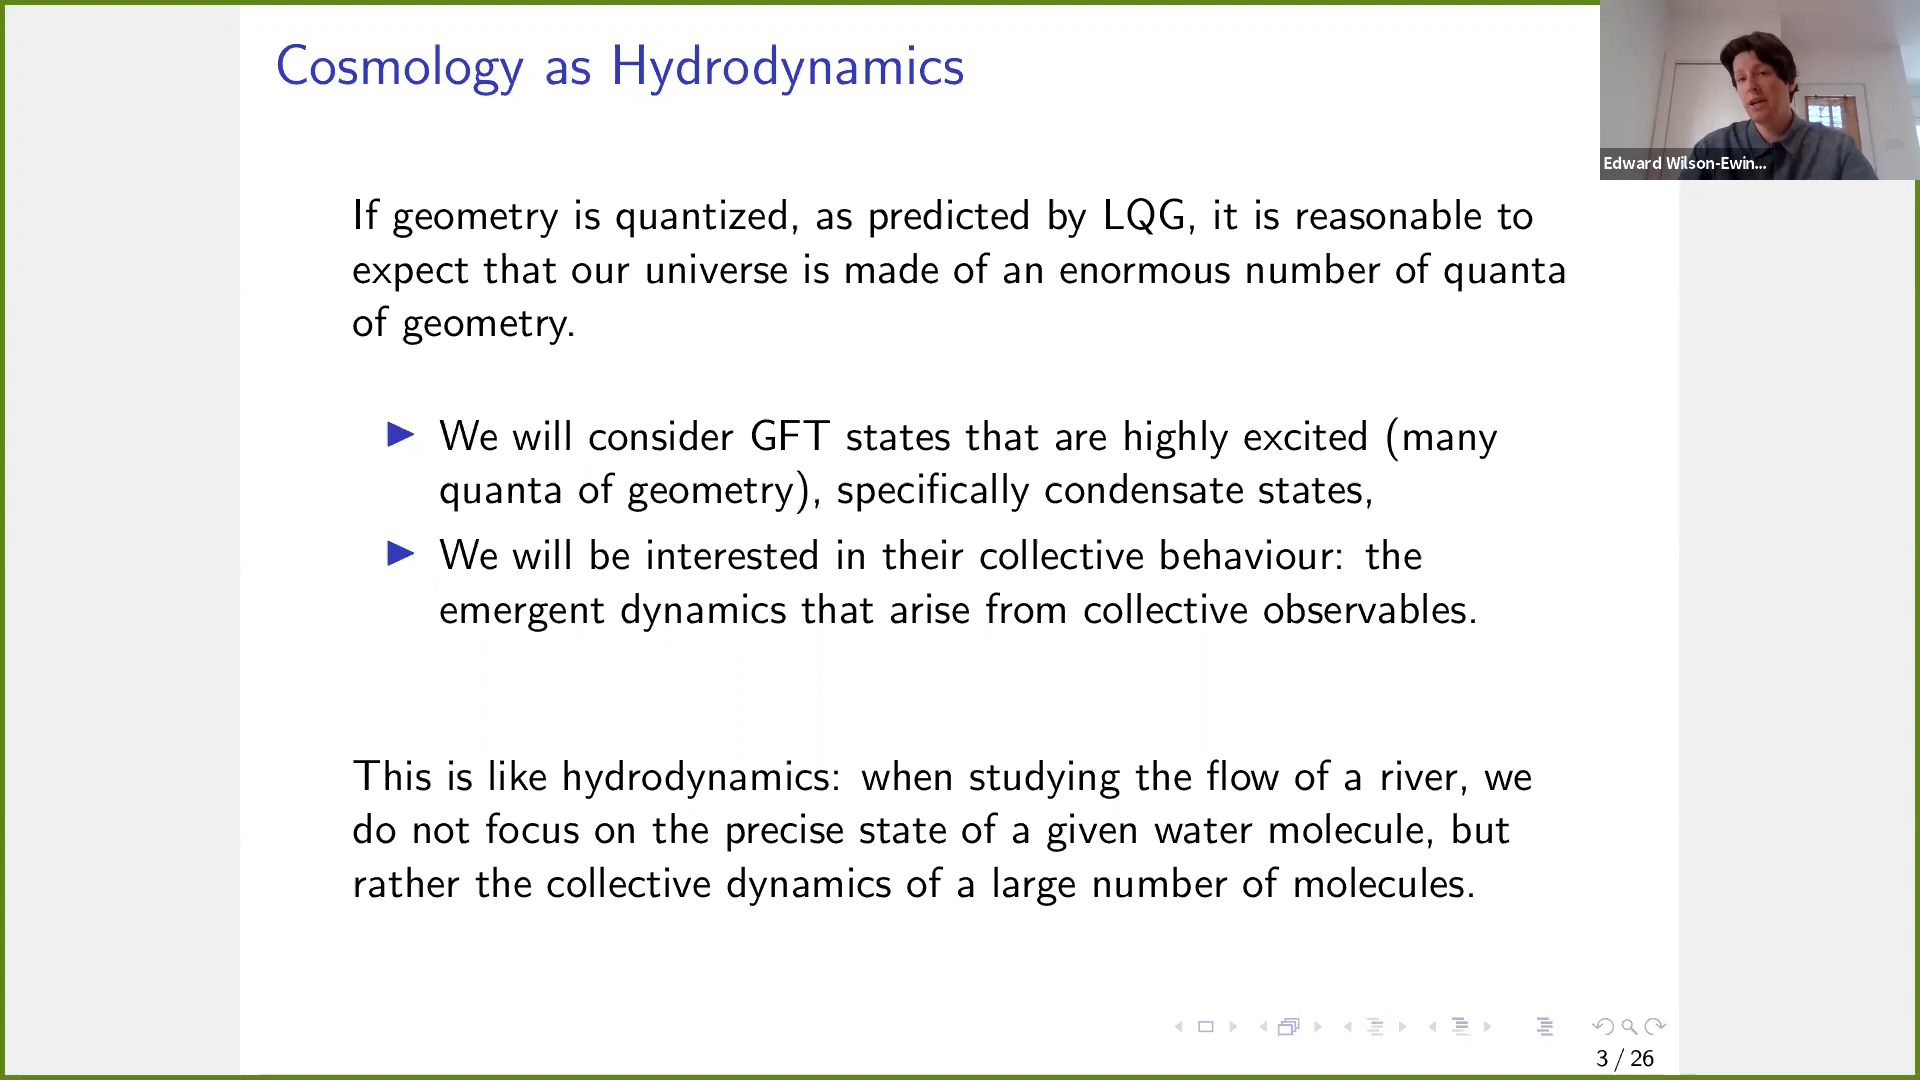 Cosmology as Hydrodynamics
Edward Wilson-Ewin...
If geometry is quantized, as predicted by LQG, it is reasonable to
expect that our universe is made of an enormous number of quanta
of geometry.
We will consider GFT states that are highly excited (many
quanta of geometry), specifically condensate states,
We will be interested in their collective behaviour: the
emergent dynamics that arise from collective observables.
This is like hydrodynamics: when studying the flow of a river, we
do not focus on the precise state of a given water molecule, but
rather the collective dynamics of a large number of molecules.
3 / 26